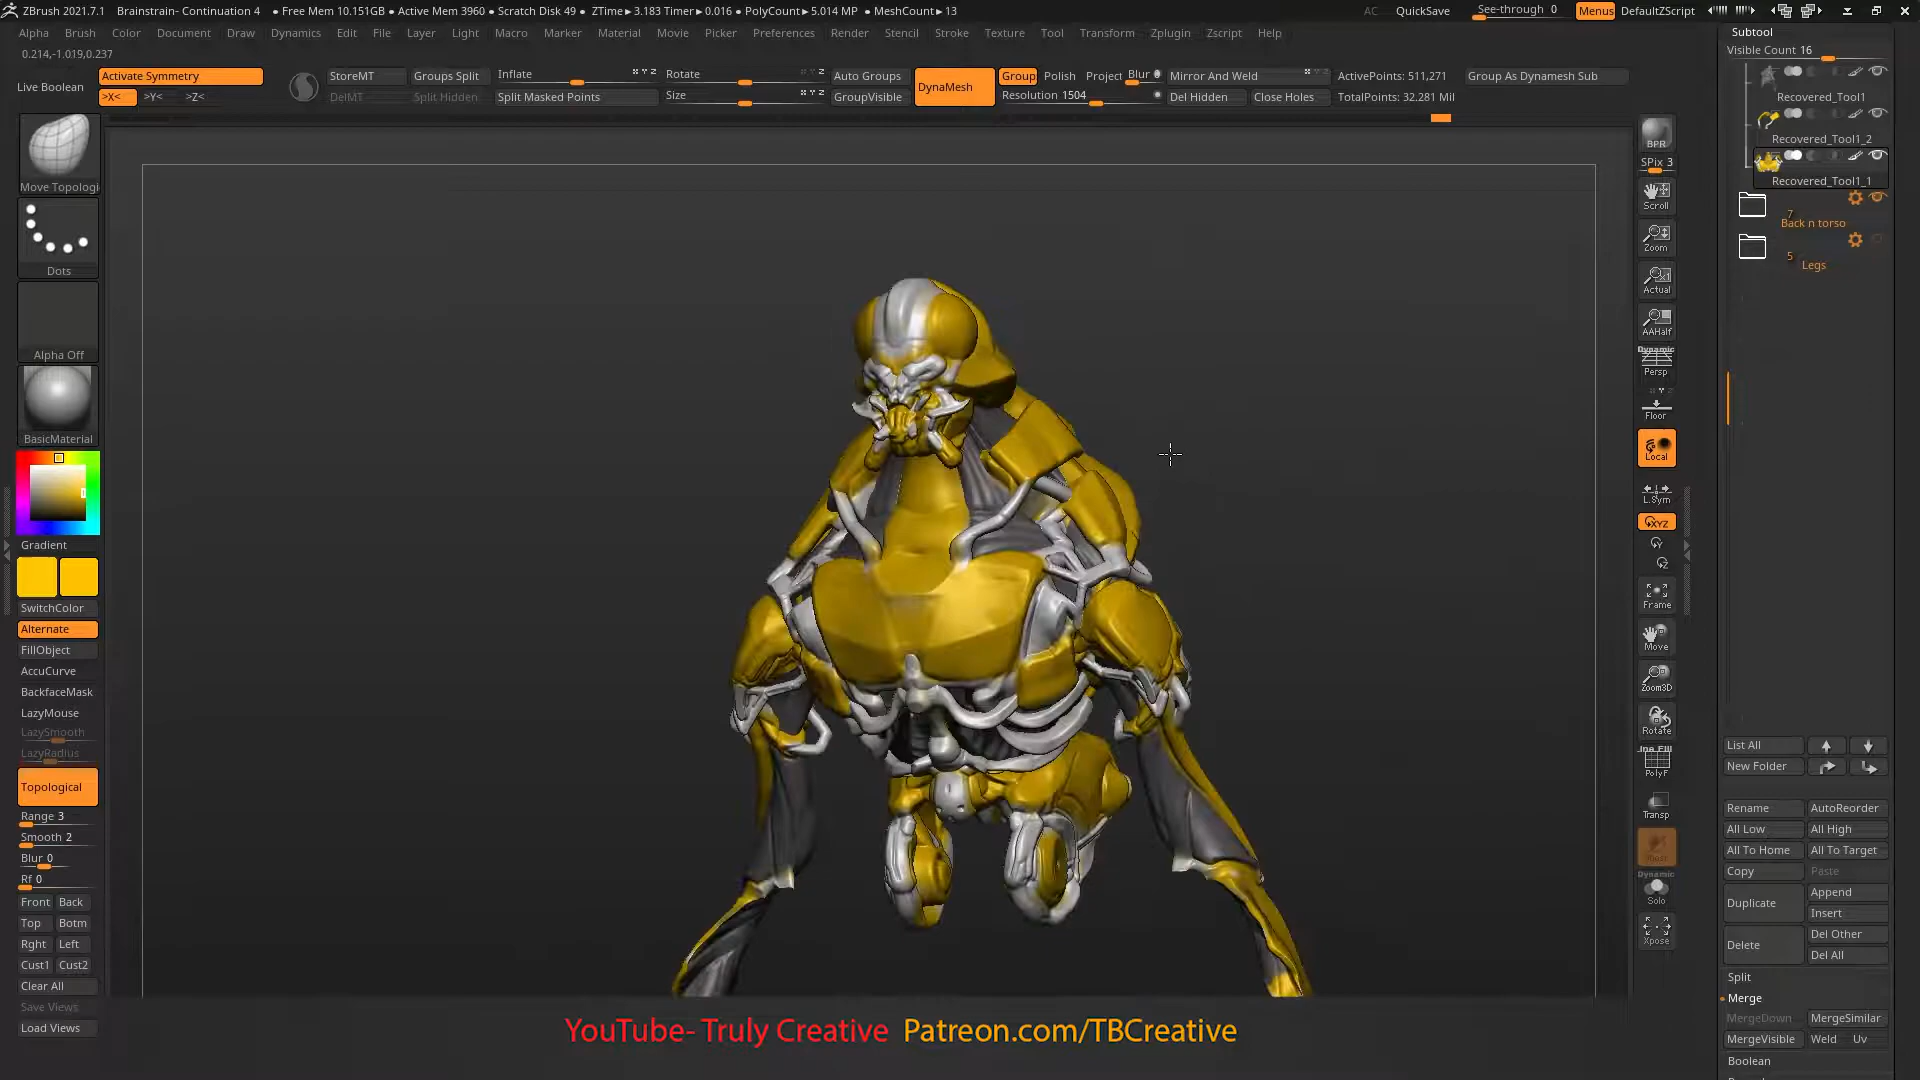 ZBrush 2021.7.1 Brainstrain- Continuation 4 ● Free Mem 10.151GB ● Active Mem 3960 ● Scratch Disk 49 ● ZTime►3.183 Timer►0.016 ● PolyCount►5.014 MP ● MeshCount►13 AC QuickSave See-through 0 Menus DefaultZScript
Alpha Brush Color Document Draw Dynamics Edit File Layer Light Macro Marker Material Movie Picker Preferences Render Stencil Stroke Texture Tool Transform Zplugin Zscript Help
0.214,-1.019,0.237
Live Boolean
Activate Symmetry
>X< >Y< >Z<
StoreMT Groups Split
DelMT Split Hidden
Inflate
Split Masked Points
Rotate
Size
Auto Groups
GroupVisible
DynaMesh
Group Polish Project Blur 0
Resolution 1504
Mirror And Weld
Del Hidden Close Holes
ActivePoints: 511,271
TotalPoints: 32.281 Mil
Group As Dynamesh Sub
Move Topologi
Dots
Alpha Off
BasicMaterial
Gradient
SwitchColor
Alternate
FillObject
AccuCurve
BackfaceMask
LazyMouse
LazySmooth
LazyRadius
Topological
Range 3
Smooth 2
Blur 0
Rf 0
Front Back
Top Botm
Rght Left
Cust1 Cust2
Clear All
Save Views
Load Views
BPR
SPix 3
Scroll
Zoom
Actual
AAHalf
Dynamic
Persp
Floor
Local
L.Sym
XYZ
Frame
Move
Zoom3D
Rotate
Line Fill
PolyF
Transp
Dynamic
Solo
Xpose
Subtool
Visible Count 16
Recovered_Tool1
Recovered_Tool1_2
Recovered_Tool1_1
7
Back n torso
5
Legs
List All
New Folder
Rename AutoReorder
All Low All High
All To Home All To Target
Copy Paste
Duplicate Append
Insert
Delete Del Other
Del All
Split
Merge
MergeDown MergeSimilar
MergeVisible Weld Uv
Boolean
YouTube- Truly Creative Patreon.com/TBCreative